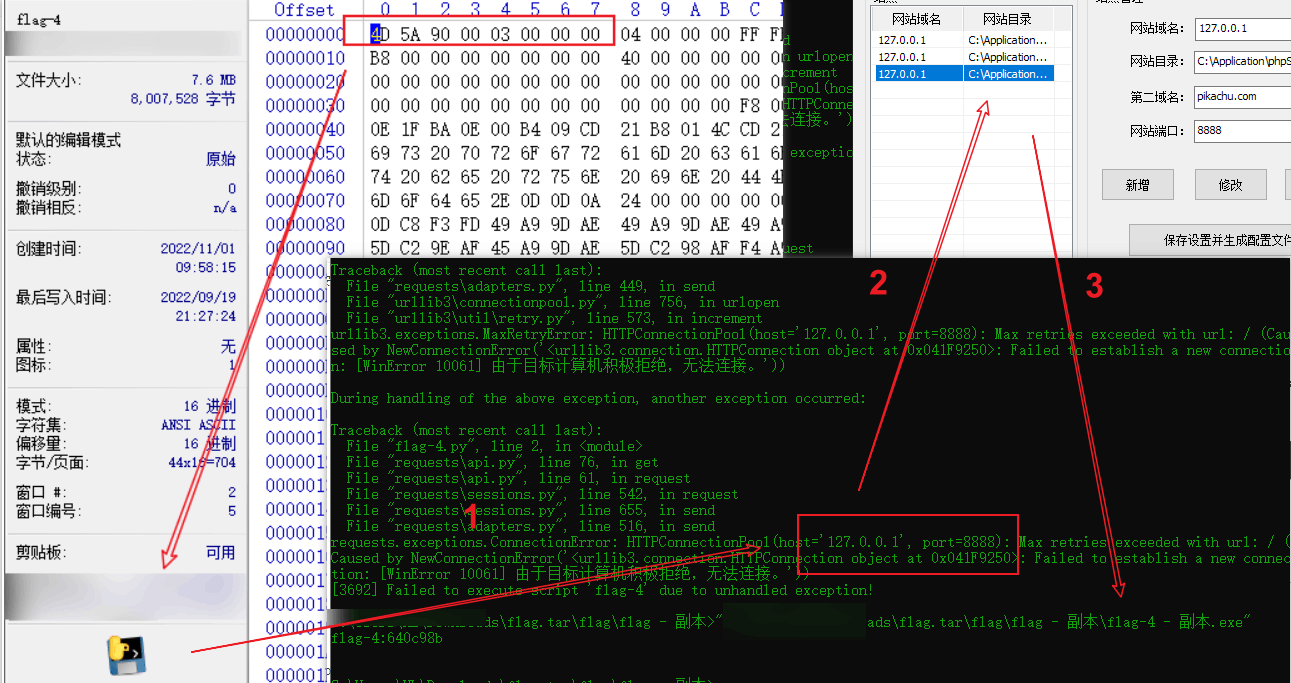 flag-4
文件大小: 7.6 MB
8,007,528 字节
默认的编辑模式
状态: 原始
撤销级别: 0
撤销相反: n/a
创建时间: 2022/11/01
09:58:15
最后写入时间: 2022/09/19
21:27:24
属性: 无
图标: 1
模式: 16 进制
字符集: ANSI ASCII
偏移量: 16 进制
字节/页面: 44x16=704
窗口 #: 2
窗口编号: 5
剪贴板: 可用
Offset 0 1 2 3 4 5 6 7 8 9 A B C
00000000 4D 5A 90 00 03 00 00 00 04 00 00 00 FF
00000010 B8 00 00 00 00 00 00 00 40 00 00 00 00
00000020 00 00 00 00 00 00 00 00 00 00 00 00 00
00000030 00 00 00 00 00 00 00 00 00 00 00 00 F8 00
00000040 0E 1F BA 0E 00 B4 09 CD 21 B8 01 4C CD
00000050 69 73 20 70 72 6F 67 72 61 6D 20 63 61
00000060 74 20 62 65 20 72 75 6E 20 69 6E 20 44
00000070 6D 6F 64 65 2E 0D 0D 0A 24 00 00 00 00
00000080 0D C8 F3 FD 49 A9 9D AE 49 A9 9D AE 49
00000090 5D C2 9E AF 45 A9 9D AE 5D C2 98 AF F4
网站域名 网站目录
127.0.0.1 C:\Application...
127.0.0.1 C:\Application...
127.0.0.1 C:\Application...
网站域名: 127.0.0.1
网站目录: C:\Application\phpS
第二域名: pikachu.com
网站端口: 8888
新增 修改
保存设置并生成配置文件
2
3
Traceback (most recent call last):
File "requests\adapters.py", line 449, in send
File "urllib3\connectionpool.py", line 756, in urlopen
File "urllib3\util\retry.py", line 573, in increment
urllib3.exceptions.MaxRetryError: HTTPConnectionPool(host='127.0.0.1', port=8888): Max retries exceeded with url: / (Cau
sed by NewConnectionError('<urllib3.connection.HTTPConnection object at 0x041F9250>: Failed to establish a new connectio
n: [WinError 10061] 由于目标计算机积极拒绝，无法连接。'))
During handling of the above exception, another exception occurred:
Traceback (most recent call last):
File "flag-4.py", line 2, in <module>
File "requests\api.py", line 76, in get
File "requests\api.py", line 61, in request
File "requests\sessions.py", line 542, in request
File "requests\sessions.py", line 655, in send
File "requests\adapters.py", line 516, in send
1
requests.exceptions.ConnectionError: HTTPConnectionPool(host='127.0.0.1', port=8888): Max retries exceeded with url: / (
Caused by NewConnectionError('<urllib3.connection.HTTPConnection object at 0x041F9250>: Failed to establish a new connec
tion: [WinError 10061] 由于目标计算机积极拒绝，无法连接。'))
[3692] Failed to execute script 'flag-4' due to unhandled exception!
ds\flag.tar\flag\flag - 副本>" ads\flag.tar\flag\flag - 副本\flag-4 - 副本.exe"
flag-4:640c98b